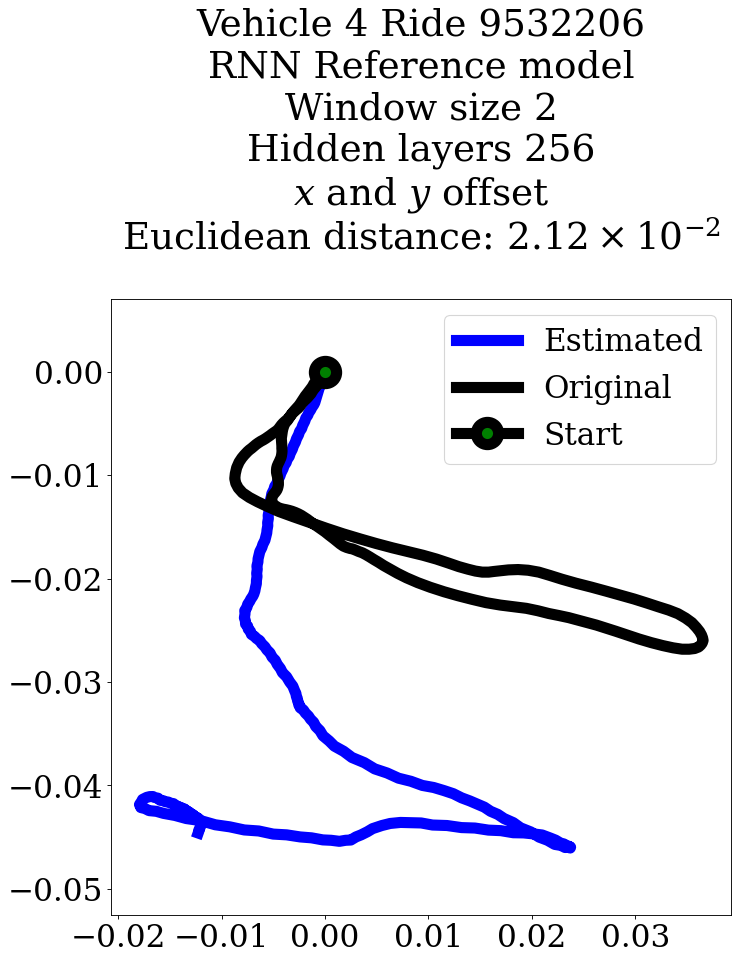 Vehicle 4 Ride 9532206
RNN Reference model
Window size 2
Hidden layers 256
x and y offset
Euclidean distance: 2.12 × 10⁻²
Estimated
Original
Start
0.00
−0.01
−0.02
−0.03
−0.04
−0.05
−0.02 −0.01 0.00 0.01 0.02 0.03